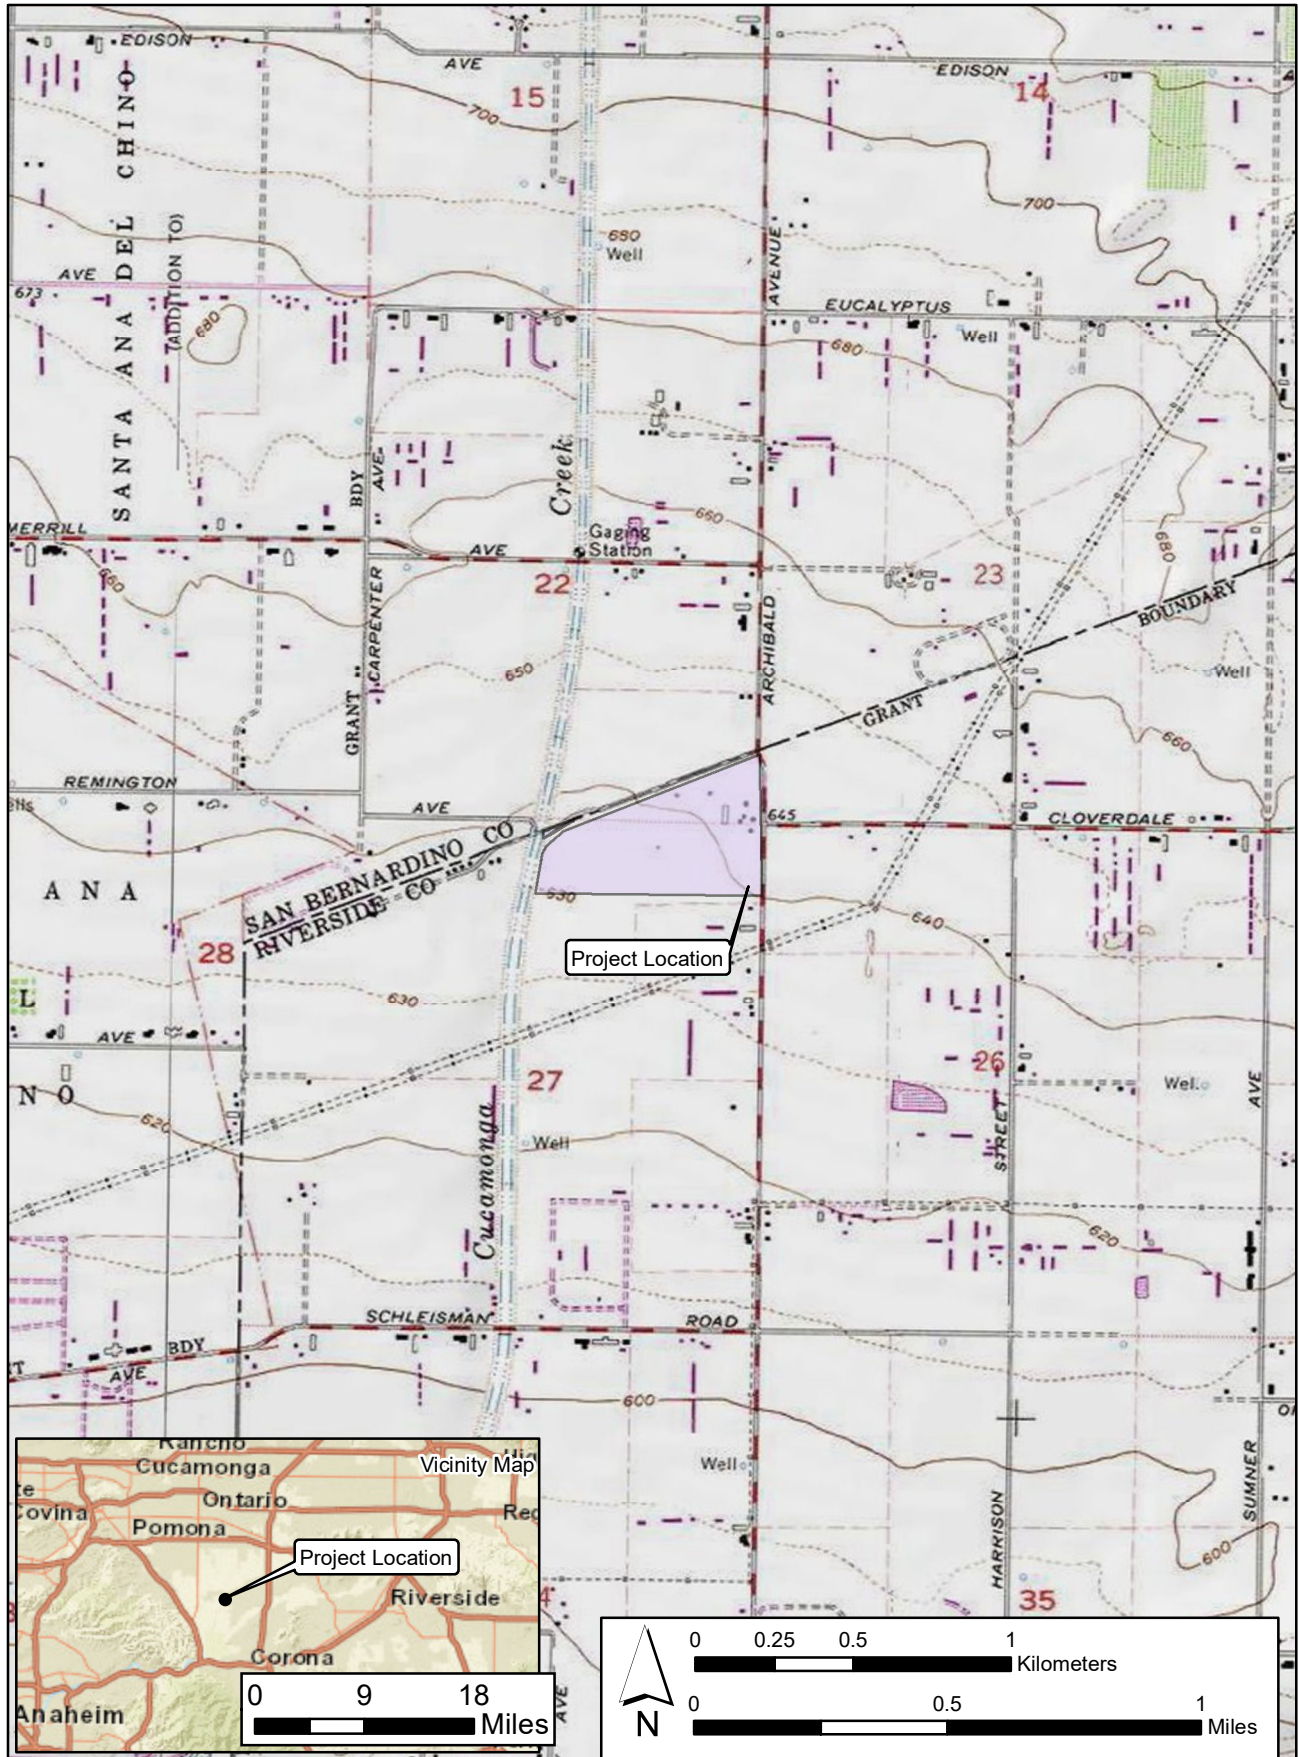 EDISON
AVE
EDISON
15
14
700
700
SANTA ANA DEL CHINO
(ADDITION TO)
680
Well
AVENUE
AVE
673
EUCALYPTUS
Well
680
680
Creek
BDY
AVE
660
MERRILL
AVE
Gaging
Station
680
660
22
23
CARPENTER
ARCHIBALD
BOUNDARY
650
Well
GRANT
GRANT
660
REMINGTON
AVE
645
CLOVERDALE
SAN BERNARDINO CO
RIVERSIDE CO
ANA
630
640
28
Project Location
630
L
AVE
27
26
Well
AVE
NO
620
STREET
Well
Cucamonga
620
SCHLEISMAN
ROAD
BDY
AVE
600
Well
SUMNER
HARRISON
600
35
Rancho
Cucamonga
Vicinity Map
Covina
Ontario
Pomona
Project Location
Riverside
Corona
Anaheim
0 9 18
Miles
AVE
N
0 0.25 0.5 1
Kilometers
0 0.5 1
Miles